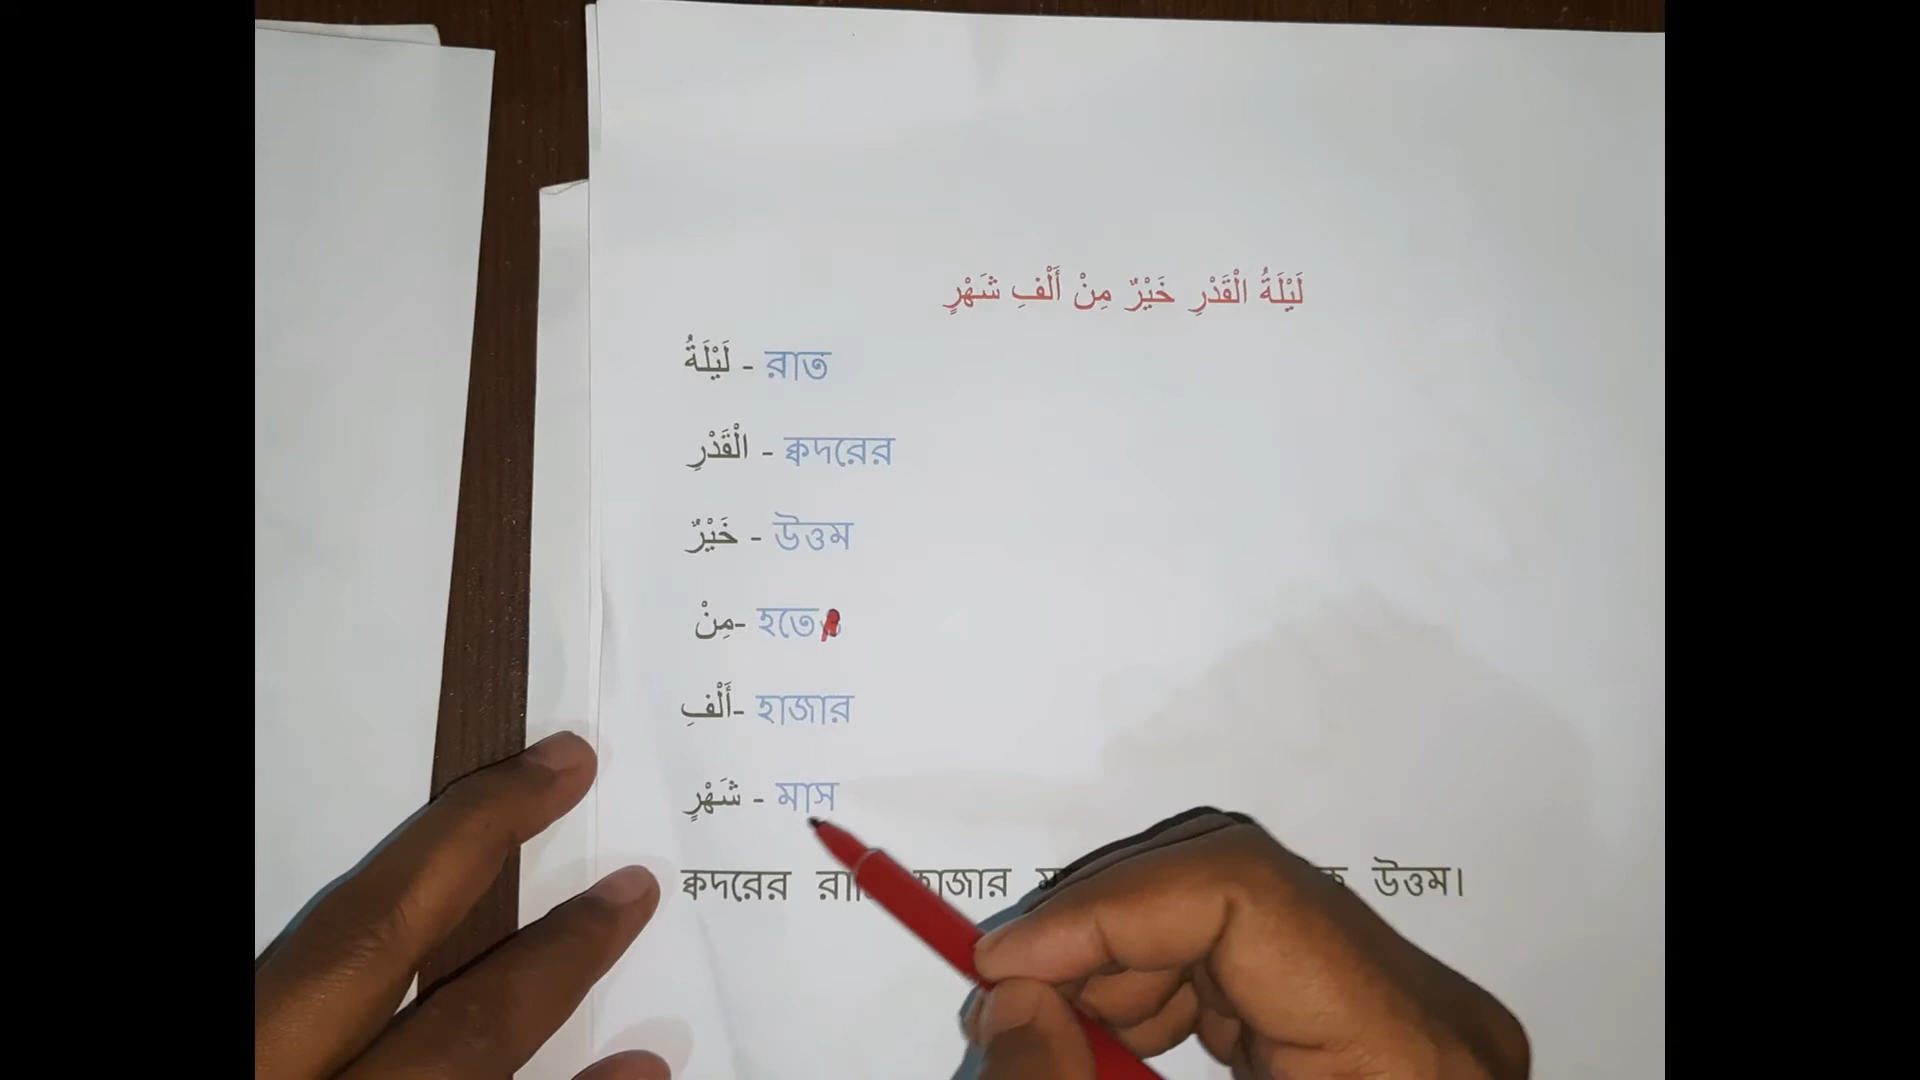 لَيْلَةُ الْقَدْرِ خَيْرٌ مِنْ أَلْفِ شَهْرٍ
لَيْلَةُ - রাত
الْقَدْرِ - ক্বদরের
خَيْرٌ - উত্তম
مِنْ- হতে
أَلْفِ- হাজার
شَهْرٍ - মাস
ক্বদরের উত্তম।